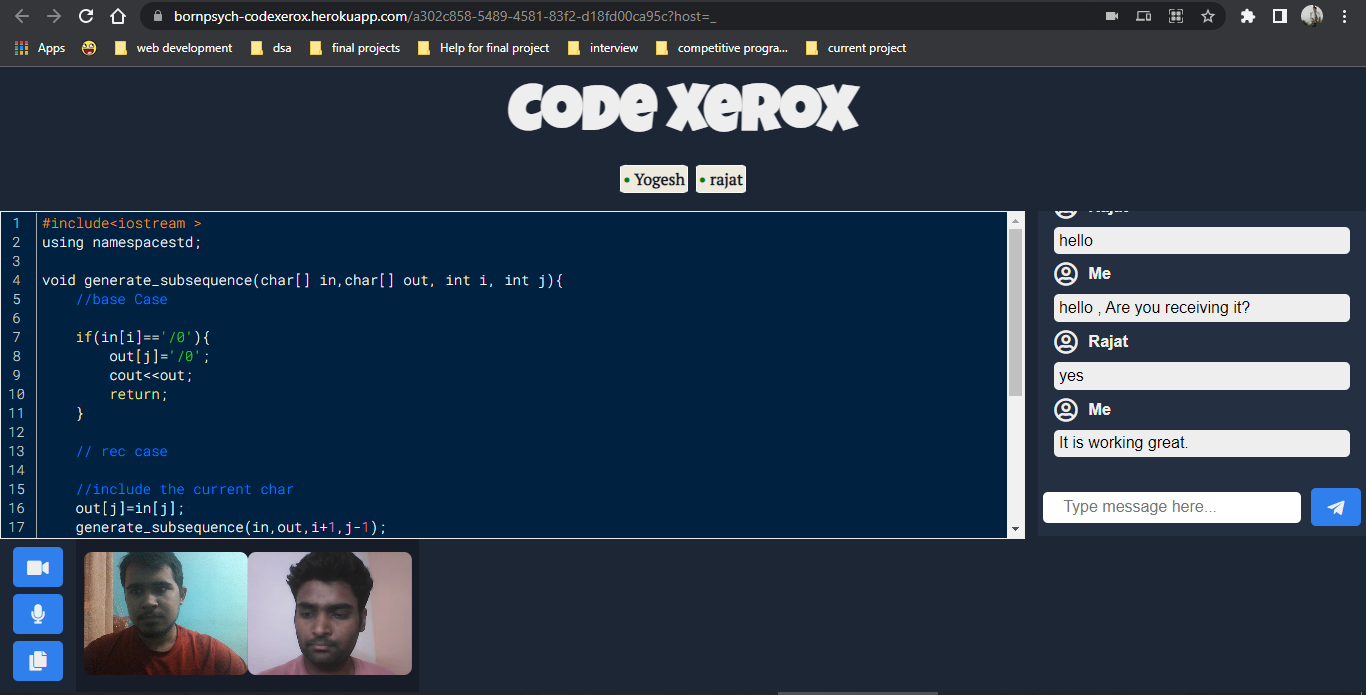 bornpsych-codexerox.herokuapp.com/a302c858-5489-4581-83f2-d18fd00ca95c?host=_
Apps web development dsa final projects Help for final project interview competitive progra... current project
CODE XEROX
• Yogesh • rajat
1 #include<iostream >
2 using namespacestd;
3
4 void generate_subsequence(char[] in,char[] out, int i, int j){
5 //base Case
6
7 if(in[i]=='/0'){
8 out[j]='/0';
9 cout<<out;
10 return;
11 }
12
13 // rec case
14
15 //include the current char
16 out[j]=in[j];
17 generate_subsequence(in,out,i+1,j-1);
Rajat
hello
Me
hello , Are you receiving it?
Rajat
yes
Me
It is working great.
Type message here...